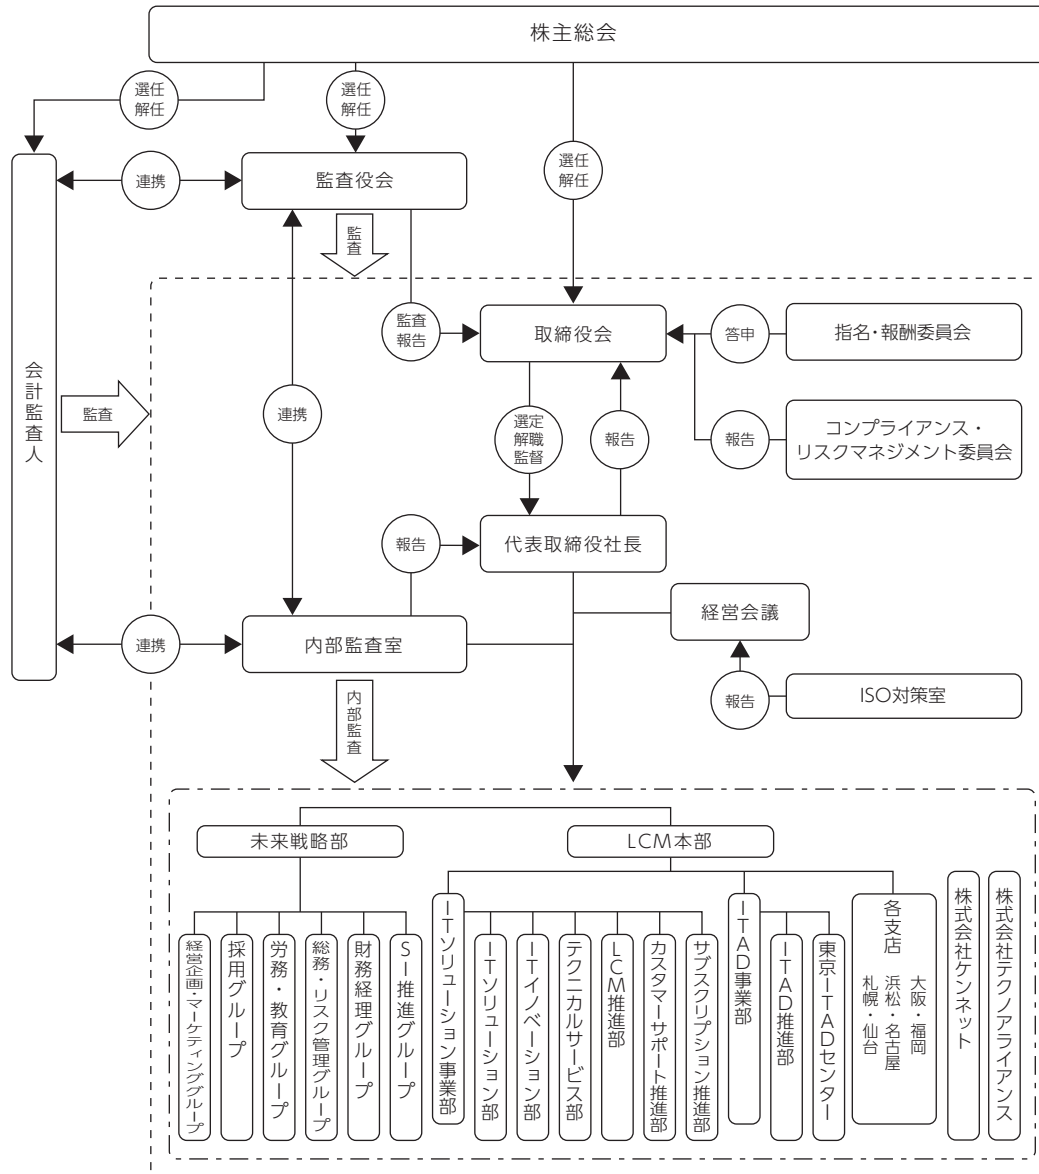 株主総会
選任
解任
選任
解任
選任
解任
連携
監査役会
監査
監査
報告
取締役会
答申
指名・報酬委員会
会計監査人
監査
連携
選定
解職
監督
報告
報告
コンプライアンス・
リスクマネジメント委員会
報告
代表取締役社長
経営会議
連携
内部監査室
報告
ISO対策室
内部監査
未来戦略部
LCM本部
経営企画・マーケティンググループ
採用グループ
労務・教育グループ
総務・リスク管理グループ
財務経理グループ
SI推進グループ
ITソリューション事業部
ITソリューション部
ITイノベーション部
テクニカルサービス部
LCM推進部
カスタマーサポート推進部
サブスクリプション推進部
ITAD事業部
ITAD推進部
東京ITADセンター
各支店
大阪・福岡
浜松・名古屋
札幌・仙台
株式会社ケンネット
株式会社テクノアライアンス